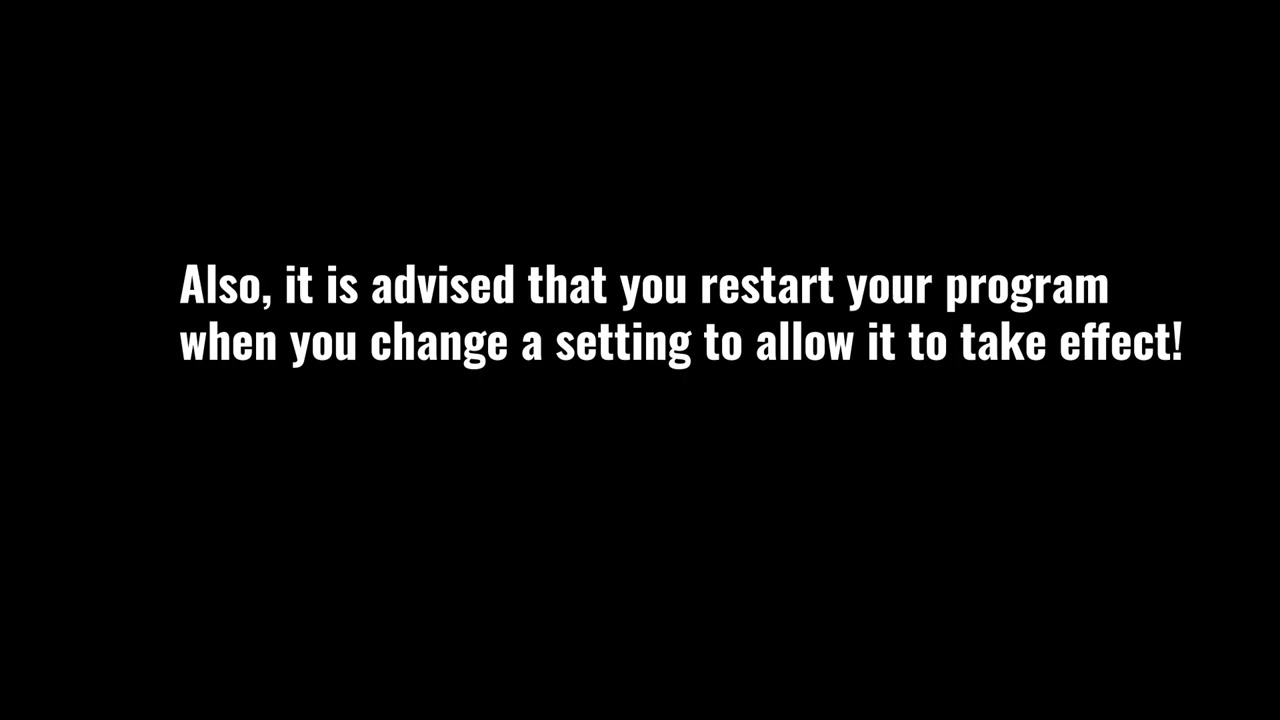 Also, it is advised that you restart your program
when you change a setting to allow it to take effect!